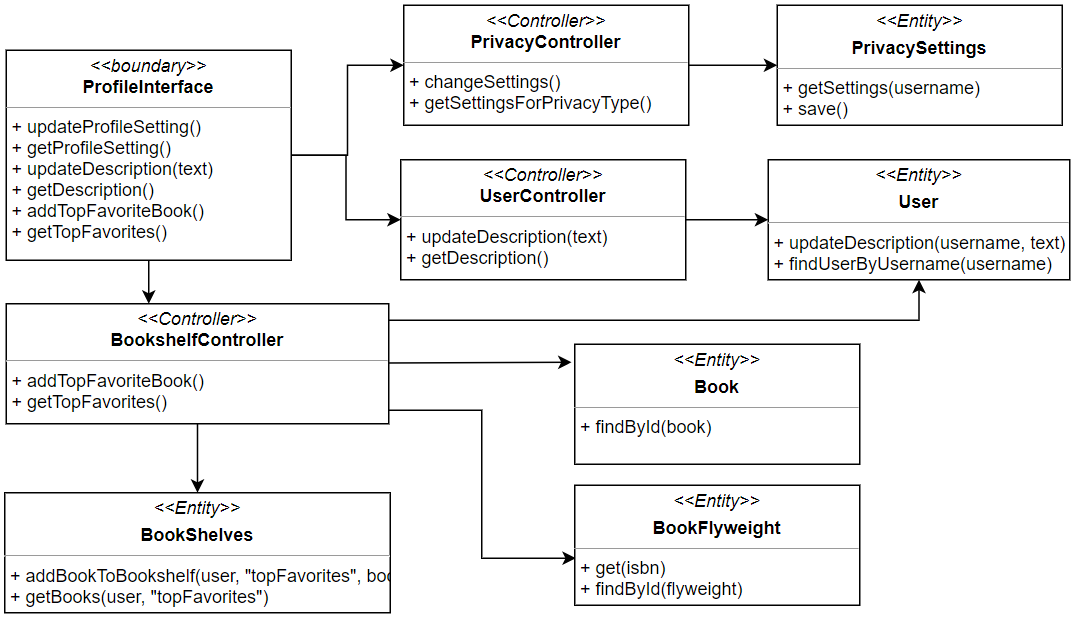 <<Controller>>
PrivacyController
+ changeSettings()
+ getSettingsForPrivacyType()
<<Entity>>
PrivacySettings
+ getSettings(username)
+ save()
<<boundary>>
ProfileInterface
+ updateProfileSetting()
+ getProfileSetting()
+ updateDescription(text)
+ getDescription()
+ addTopFavoriteBook()
+ getTopFavorites()
<<Controller>>
UserController
+ updateDescription(text)
+ getDescription()
<<Entity>>
User
+ updateDescription(username, text)
+ findUserByUsername(username)
<<Controller>>
BookshelfController
+ addTopFavoriteBook()
+ getTopFavorites()
<<Entity>>
Book
+ findById(book)
<<Entity>>
BookShelves
+ addBookToBookshelf(user, "topFavorites",
+ getBooks(user, "topFavorites")
<<Entity>>
BookFlyweight
+ get(isbn)
+ findById(flyweight)